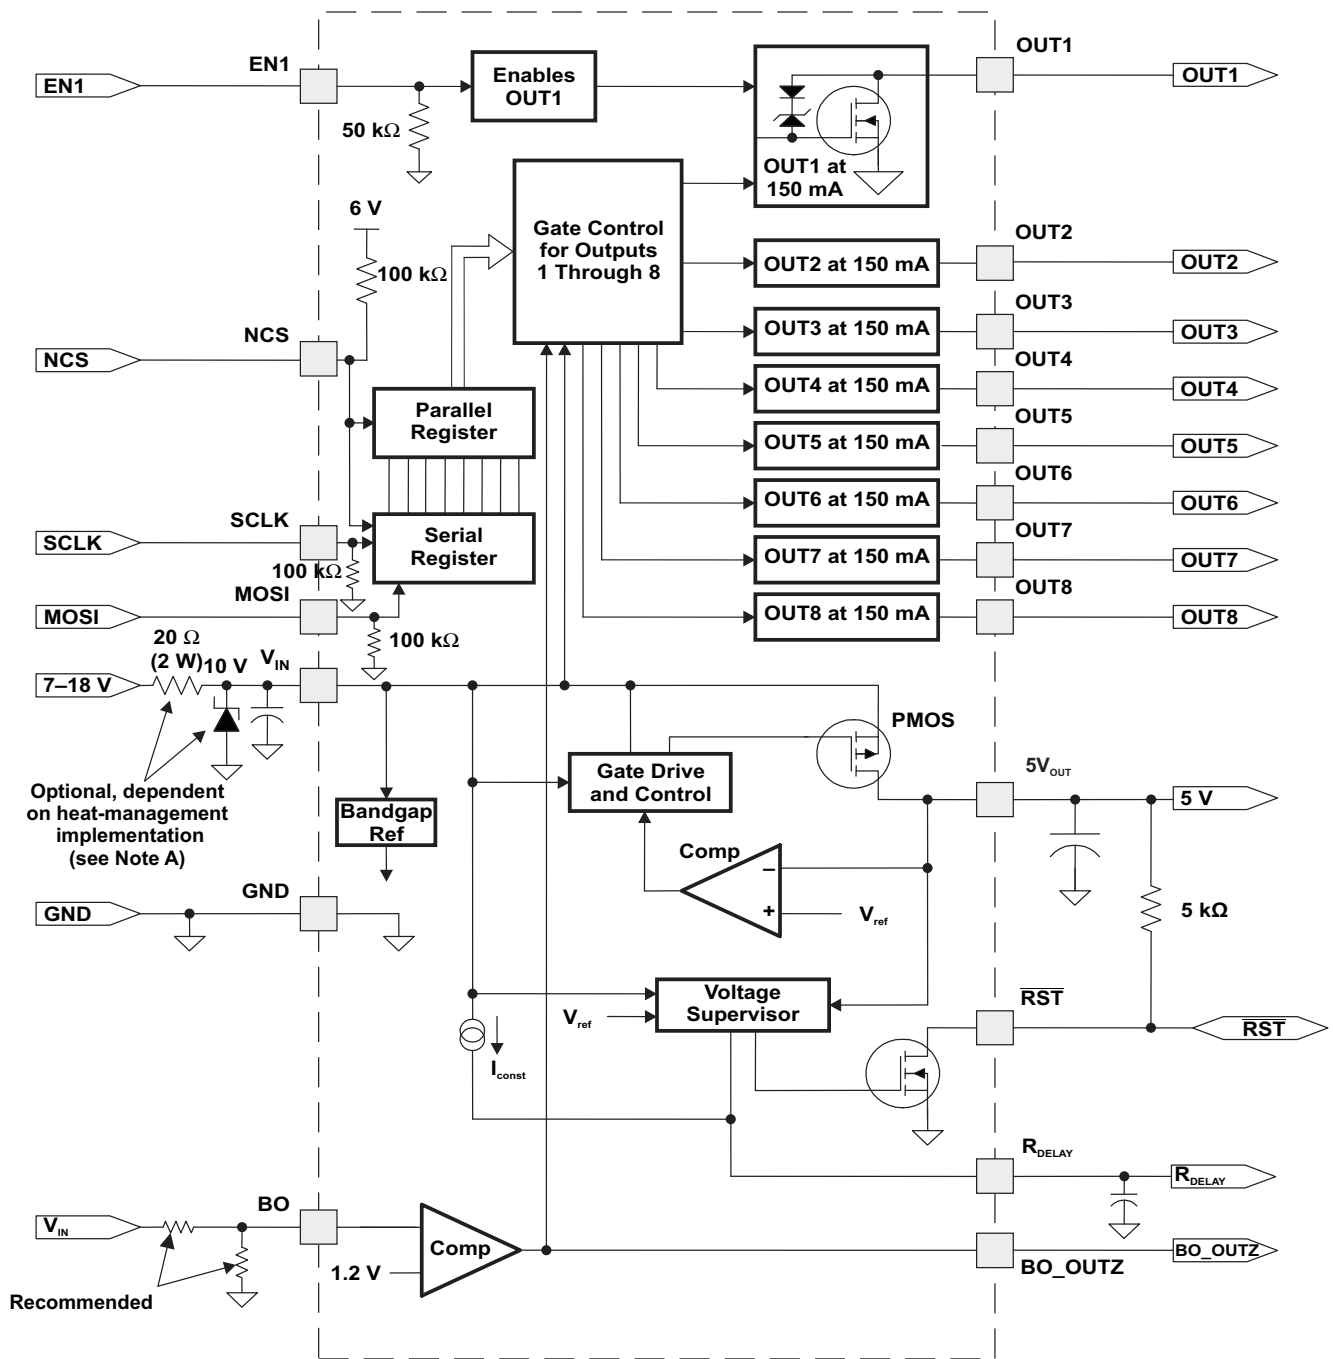 OUT1
EN1
EN1
Enables
OUT1
OUT1
50 kΩ
OUT1 at
150 mA
6 V
100 kΩ
Gate Control
for Outputs
1 Through 8
OUT2
OUT2 at 150 mA
OUT2
OUT3
NCS
NCS
OUT3 at 150 mA
OUT3
OUT4
Parallel
Register
OUT4 at 150 mA
OUT4
OUT5
OUT5 at 150 mA
OUT5
OUT6
SCLK
SCLK
Serial
Register
OUT6 at 150 mA
OUT6
OUT7
100 kΩ
OUT7 at 150 mA
OUT7
MOSI
MOSI
OUT8
OUT8 at 150 mA
OUT8
100 kΩ
20 Ω
(2 W)
10 V
VIN
7–18 V
PMOS
Optional, dependent
on heat-management
implementation
(see Note A)
Bandgap
Ref
Gate Drive
and Control
5VOUT
5 V
Comp
–
+
Vref
GND
GND
5 kΩ
Voltage
Supervisor
Vref
Iconst
RST
RST
RDELAY
RDELAY
BO
VIN
Comp
1.2 V
BO_OUTZ
BO_OUTZ
Recommended